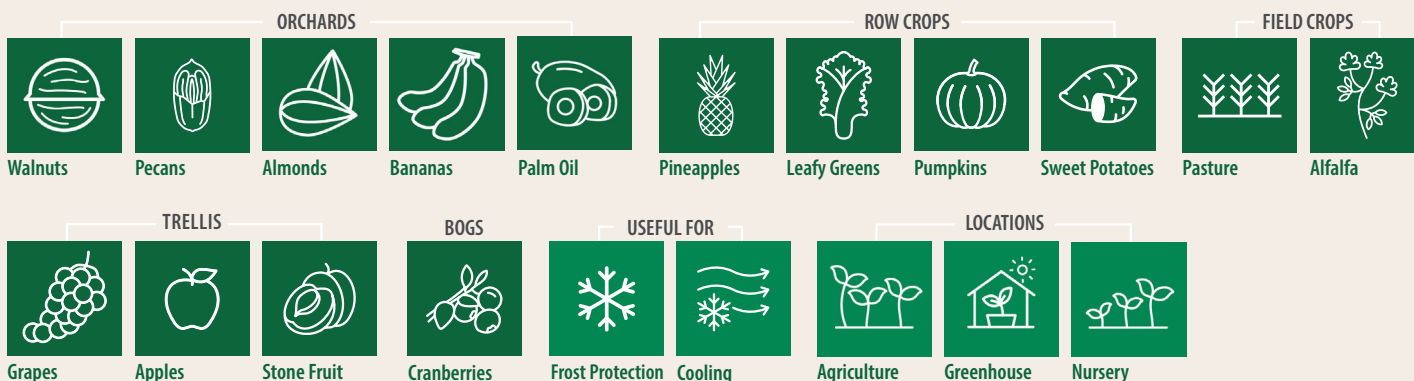 ORCHARDS
ROW CROPS
FIELD CROPS
Walnuts
Pecans
Almonds
Bananas
Palm Oil
Pineapples
Leafy Greens
Pumpkins
Sweet Potatoes
Pasture
Alfalfa
TRELLIS
BOGS
USEFUL FOR
LOCATIONS
Grapes
Apples
Stone Fruit
Cranberries
Frost Protection
Cooling
Agriculture
Greenhouse
Nursery